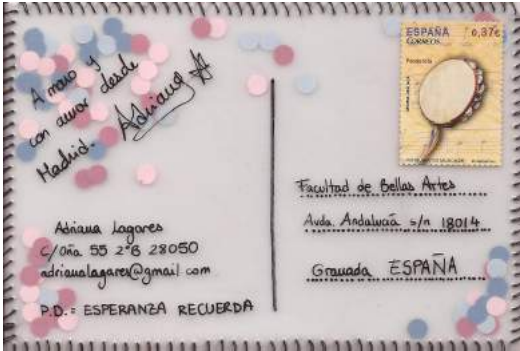 A mano y
con amor desde
Madrid.
Adriana
Adriana Lagares
C/Oña 55 2ºB 28050
adrianalagares@gmail.com
P.D.= ESPERANZA RECUERDA
ESPAÑA 0,37€
CORREOS
Pandereta
Facultad de Bellas Artes
Avda. Andalucía s/n 18014
Granada ESPAÑA